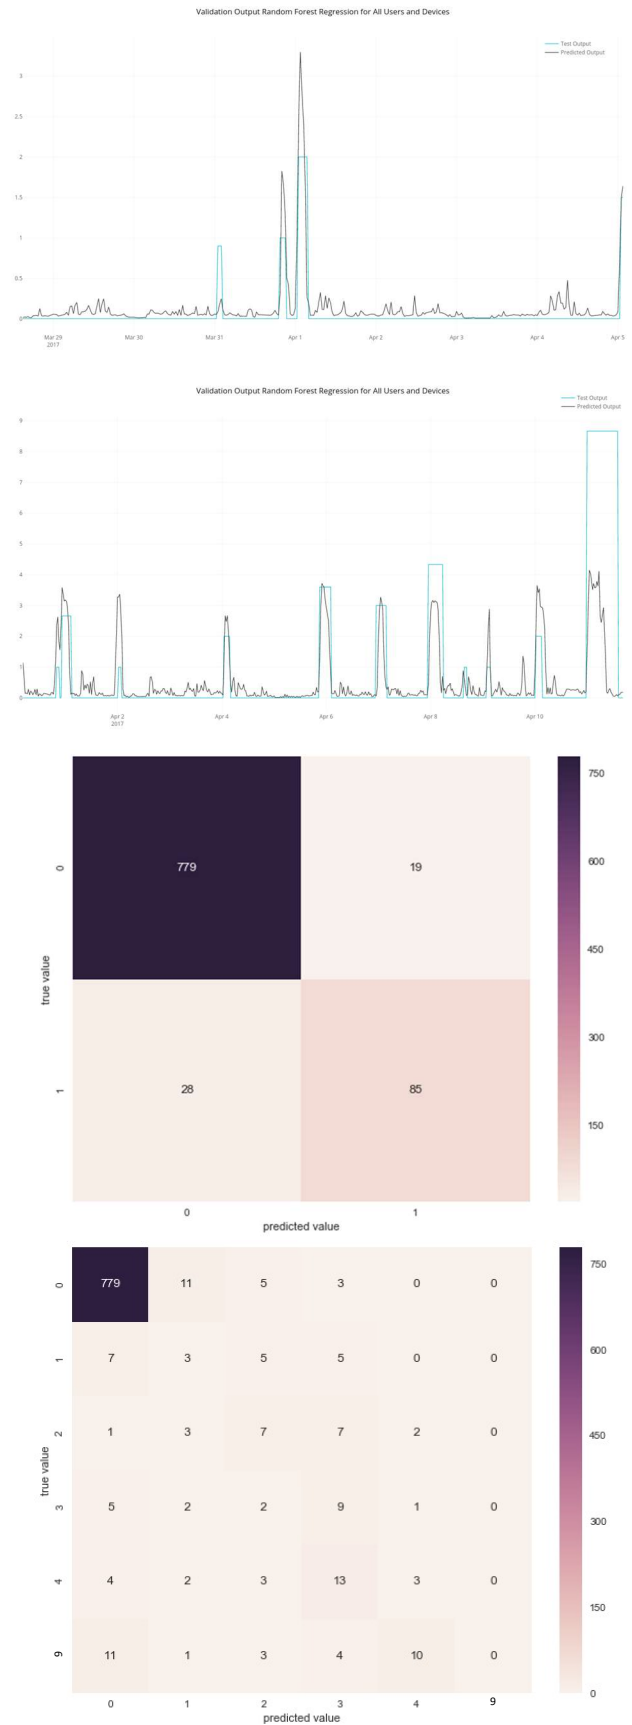 Validation Output Random Forest Regression for All Users and Devices
Test Output
Predicted Output
3
2.5
2
1.5
1
0.5
0
Mar 29 Mar 30 Mar 31 Apr 1 Apr 2 Apr 3 Apr 4 Apr 5
2017
Validation Output Random Forest Regression for All Users and Devices
Test Output
Predicted Output
9
8
7
6
5
4
3
2
1
0
Apr 2 Apr 4 Apr 6 Apr 8 Apr 10
2017
750
0 779 19
600
450
true value
300
1 28 85
150
0 1
predicted value
0 779 11 5 3 0 0
750
1 7 3 5 5 0 0
600
2 1 3 7 7 2 0
450
true value
3 5 2 2 9 1 0
300
4 4 2 3 13 3 0
150
9 11 1 3 4 10 0
0
0 1 2 3 4 9
predicted value